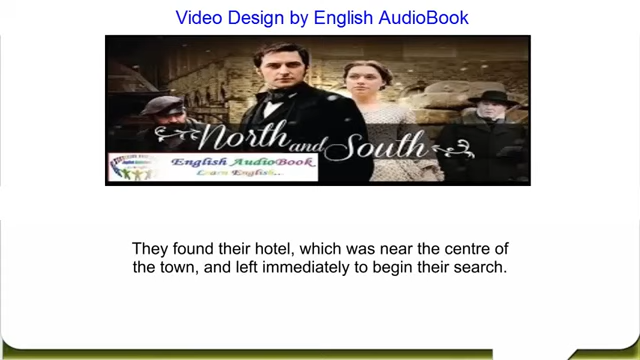 Video Design by English AudioBook
North and South
English AudioBook
Learn English...
They found their hotel, which was near the centre of
the town, and left immediately to begin their search.